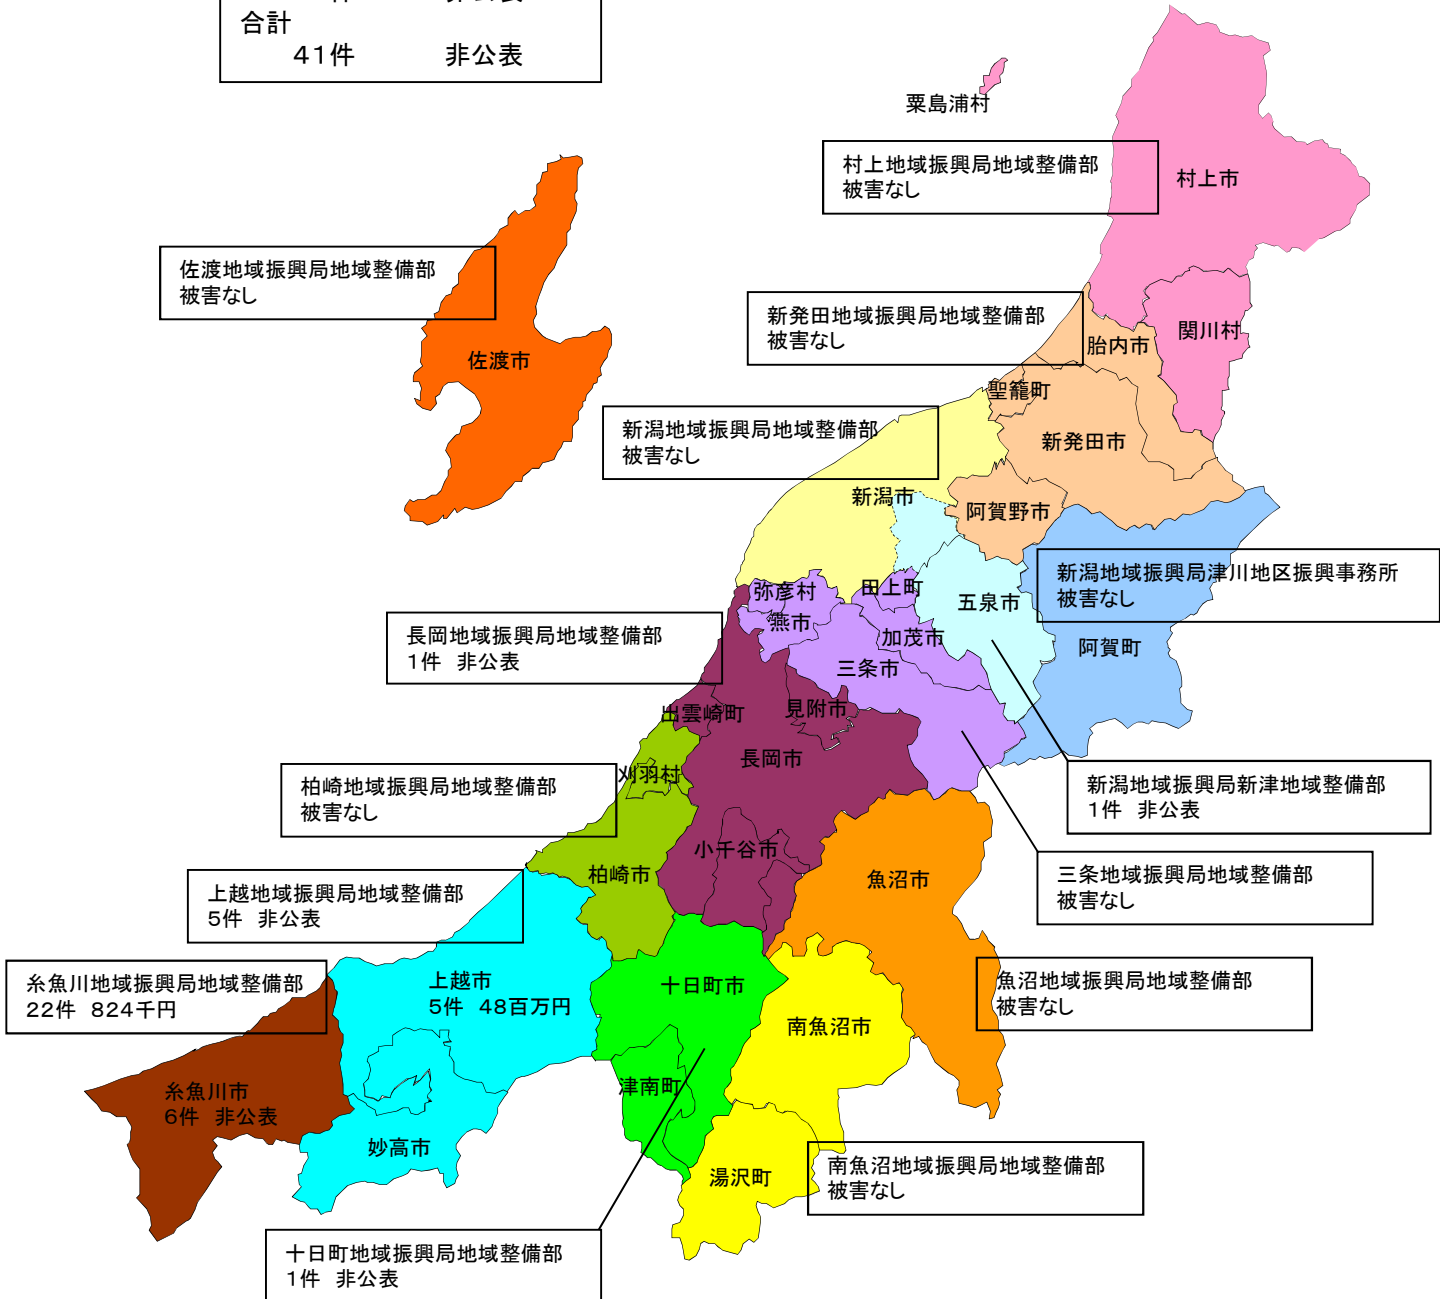 合計
41件 非公表
粟島浦村
村上地域振興局地域整備部
被害なし
村上市
佐渡地域振興局地域整備部
被害なし
佐渡市
新発田地域振興局地域整備部
被害なし
関川村
胎内市
聖籠町
新発田市
新潟地域振興局地域整備部
被害なし
新潟市
阿賀野市
新潟地域振興局津川地区振興事務所
被害なし
阿賀町
弥彦村
田上町
五泉市
燕市
加茂市
三条市
長岡地域振興局地域整備部
1件 非公表
出雲崎町
見附市
長岡市
刈羽村
柏崎地域振興局地域整備部
被害なし
新潟地域振興局新津地域整備部
1件 非公表
小千谷市
柏崎市
魚沼市
三条地域振興局地域整備部
被害なし
上越地域振興局地域整備部
5件 非公表
糸魚川地域振興局地域整備部
22件 824千円
上越市
5件 48百万円
十日町市
南魚沼市
魚沼地域振興局地域整備部
被害なし
糸魚川市
6件 非公表
津南町
妙高市
湯沢町
南魚沼地域振興局地域整備部
被害なし
十日町地域振興局地域整備部
1件 非公表